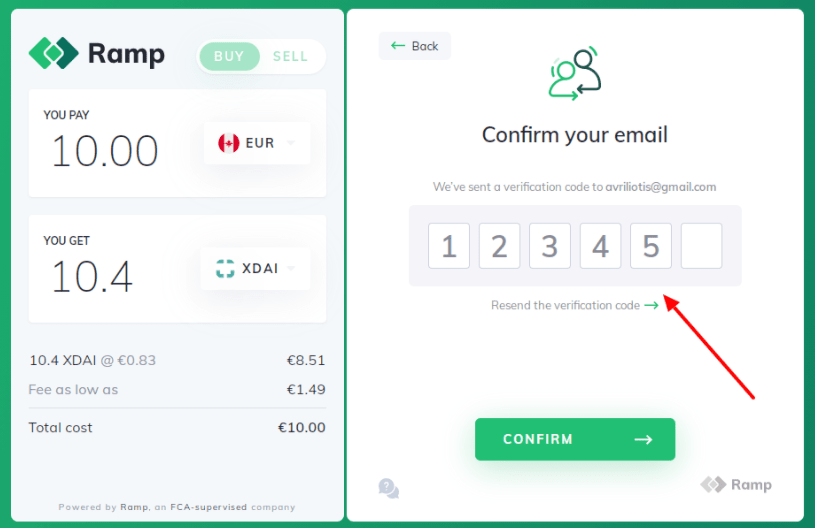 Ramp
BUY SELL
YOU PAY
10.00
EUR
YOU GET
10.4
XDAI
10.4 XDAI @ €0.83 €8.51
Fee as low as €1.49
Total cost €10.00
Powered by Ramp, an FCA-supervised company
Back
Confirm your email
We've sent a verification code to avriliotis@gmail.com
1 2 3 4 5
Resend the verification code
CONFIRM
?
Ramp